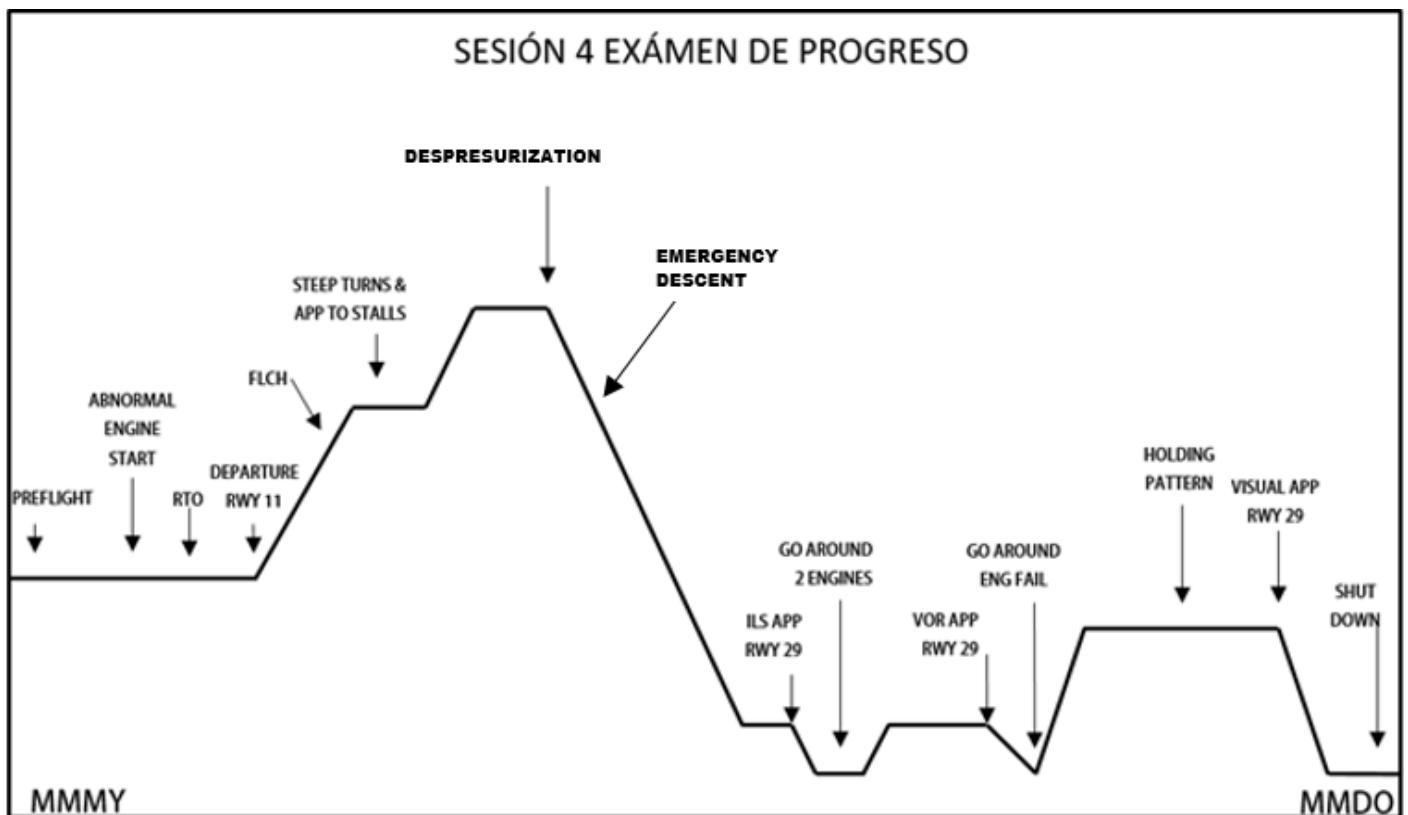 SESIÓN 4 EXÁMEN DE PROGRESO
DESPRESURIZATION
EMERGENCY
DESCENT
STEEP TURNS &
APP TO STALLS
FLCH
ABNORMAL
ENGINE
START
PREFLIGHT
RTO
DEPARTURE
RWY 11
ILS APP
RWY 29
GO AROUND
2 ENGINES
VOR APP
RWY 29
GO AROUND
ENG FAIL
HOLDING
PATTERN
VISUAL APP
RWY 29
SHUT
DOWN
MMMY
MMDO